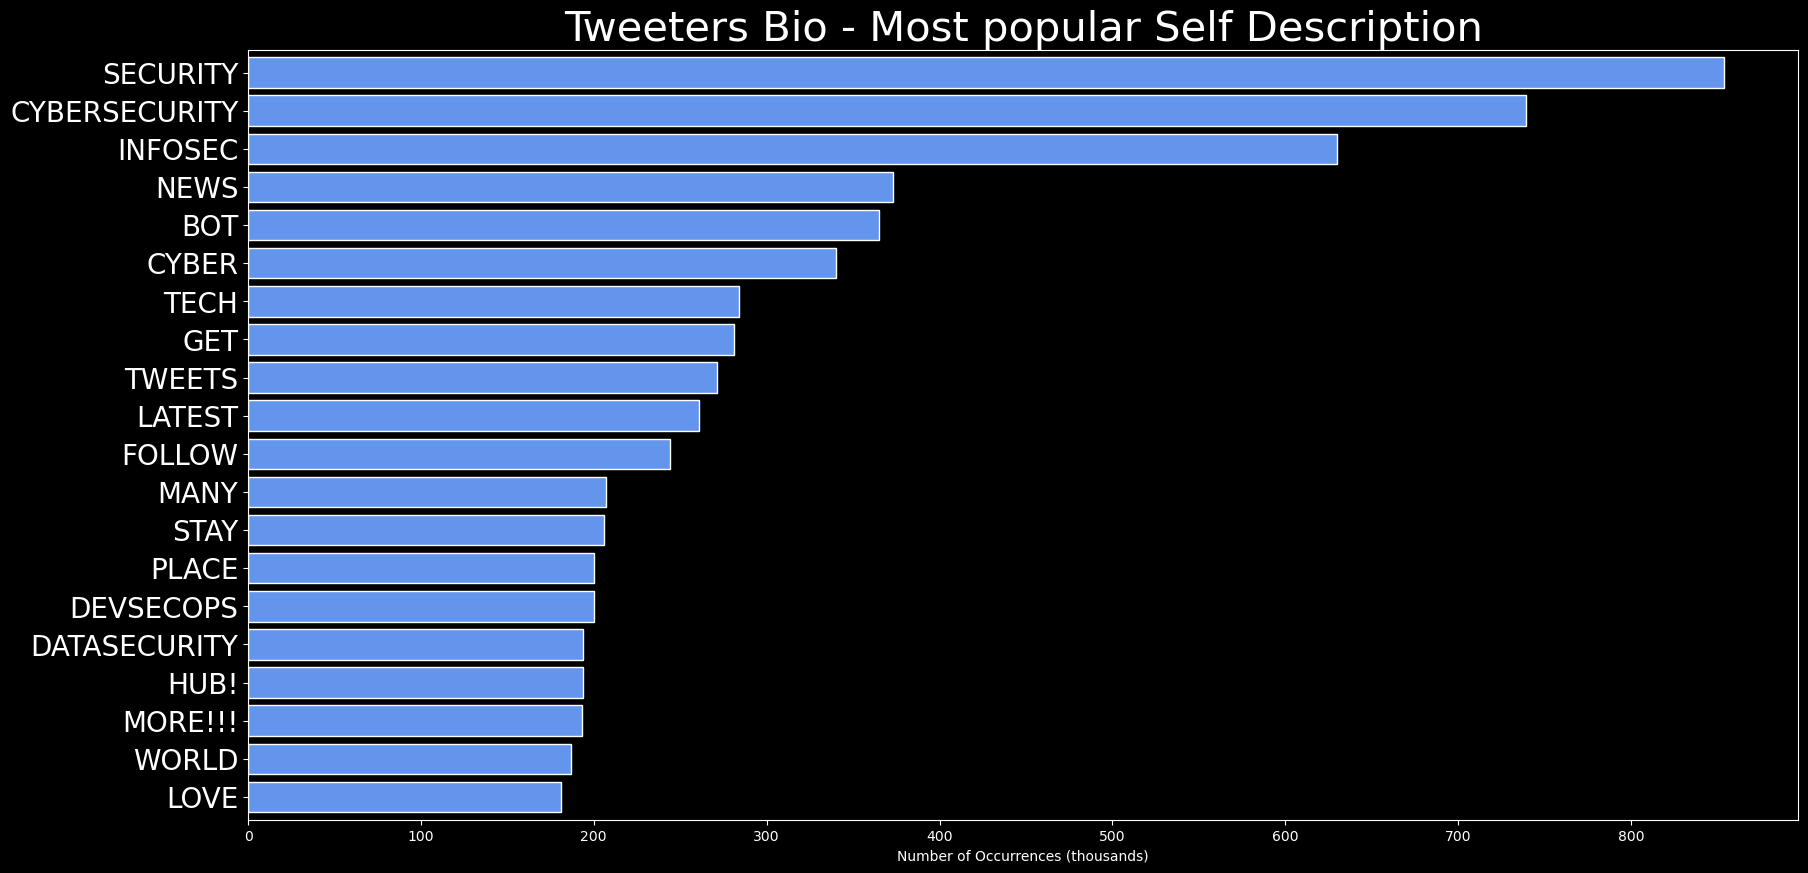 Tweeters Bio - Most popular Self Description
SECURITY
CYBERSECURITY
INFOSEC
NEWS
BOT
CYBER
TECH
GET
TWEETS
LATEST
FOLLOW
MANY
STAY
PLACE
DEVSECOPS
DATASECURITY
HUB!
MORE!!!
WORLD
LOVE
0 100 200 300 400 500 600 700 800
Number of Occurrences (thousands)